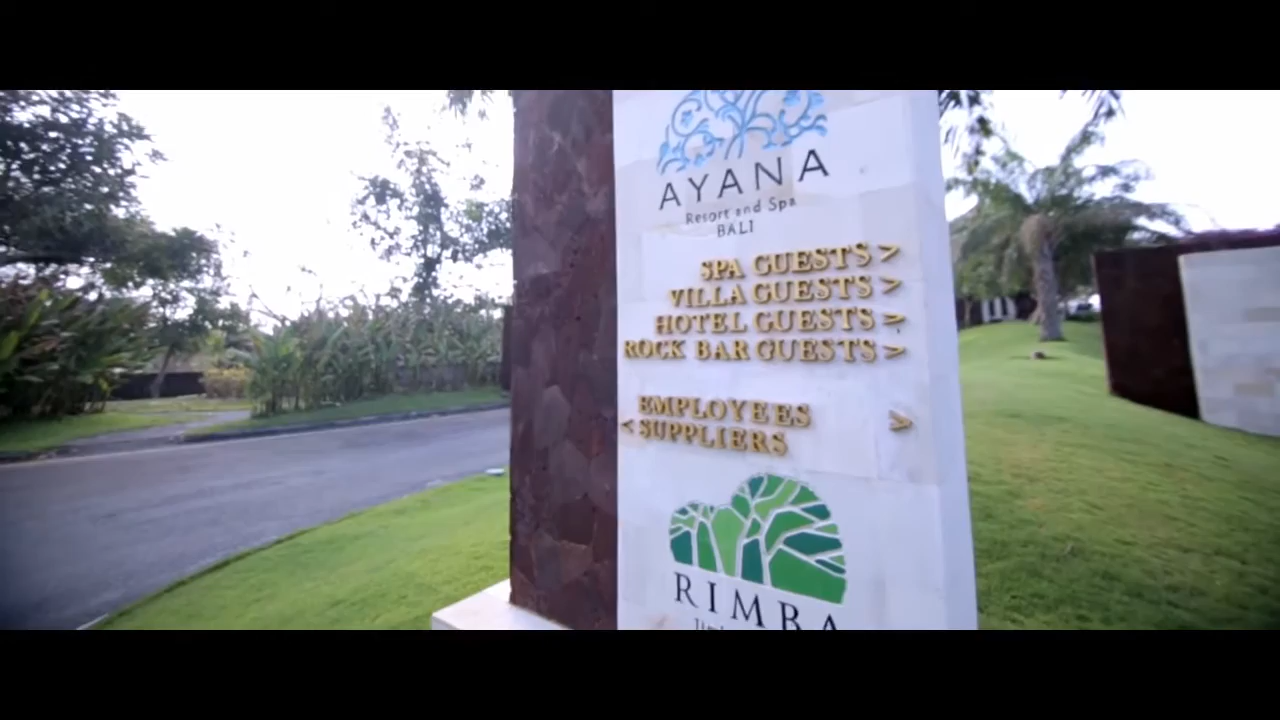 AYANA
Resort and Spa
BALI
SPA GUESTS >
VILLA GUESTS >
HOTEL GUESTS >
ROCK BAR GUESTS >
EMPLOYEES >
< SUPPLIERS
RIMBA